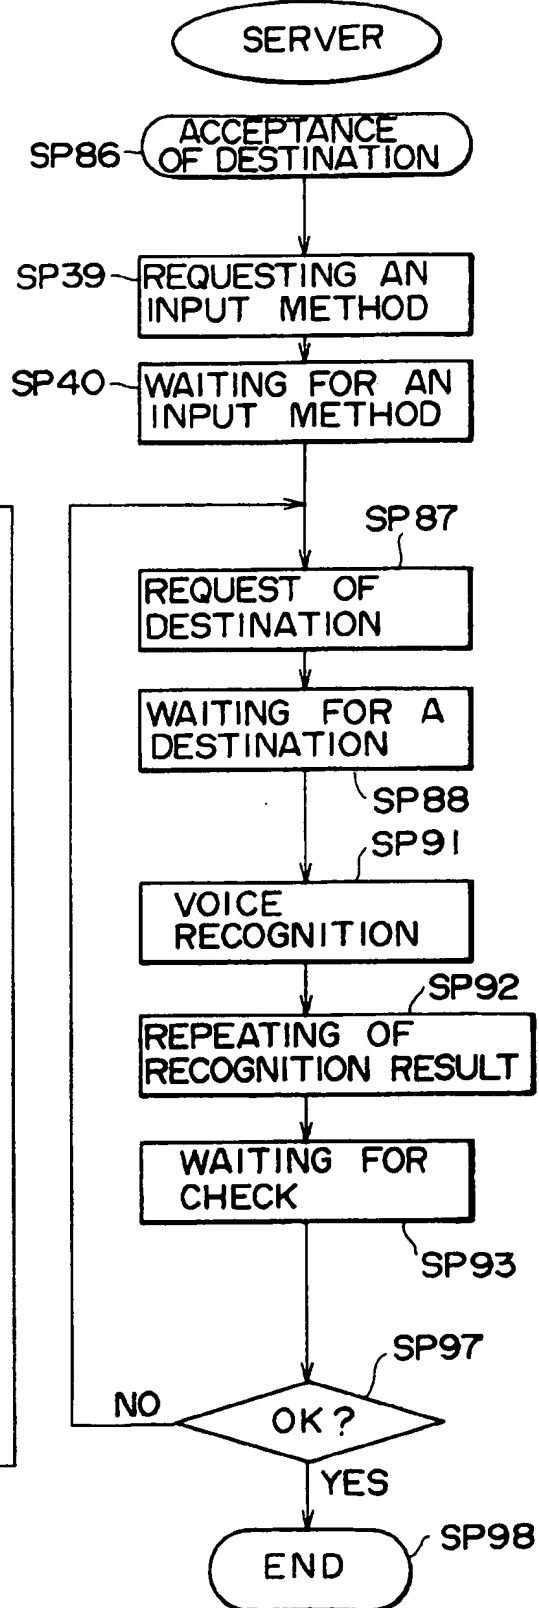 SERVER
SP86
ACCEPTANCE
OF DESTINATION
SP39
REQUESTING AN
INPUT METHOD
SP40
WAITING FOR AN
INPUT METHOD
SP87
REQUEST OF
DESTINATION
WAITING FOR A
DESTINATION
SP88
SP91
VOICE
RECOGNITION
SP92
REPEATING OF
RECOGNITION RESULT
WAITING FOR
CHECK
SP93
SP97
NO
OK?
YES
SP98
END